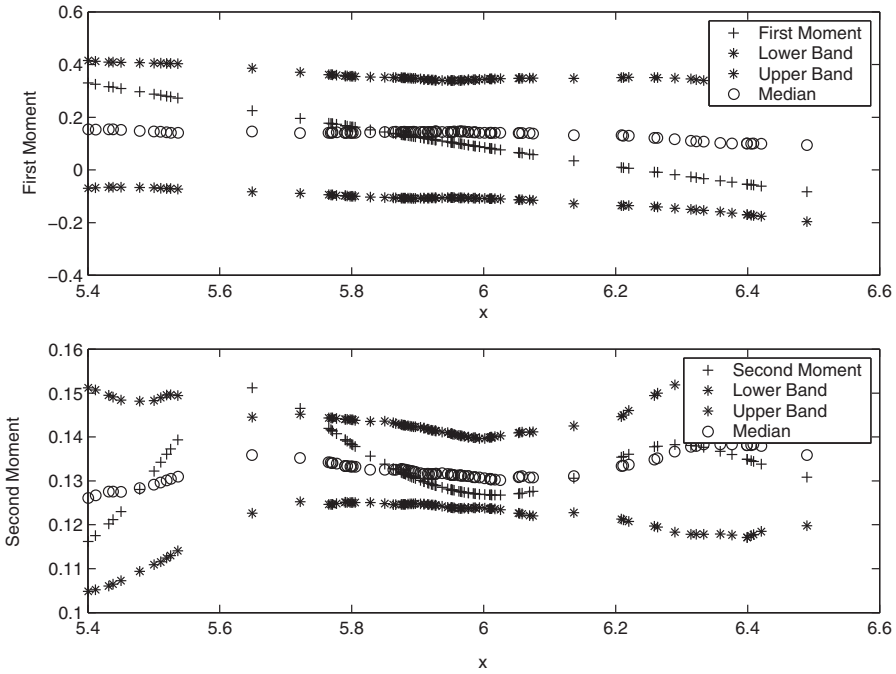 0.6
0.4
0.2
0
−0.2
−0.4
First Moment
First Moment
Lower Band
Upper Band
Median
5.4 5.6 5.8 6 6.2 6.4 6.6
x
0.16
0.15
0.14
0.13
0.12
0.11
0.1
Second Moment
Second Moment
Lower Band
Upper Band
Median
5.4 5.6 5.8 6 6.2 6.4 6.6
x